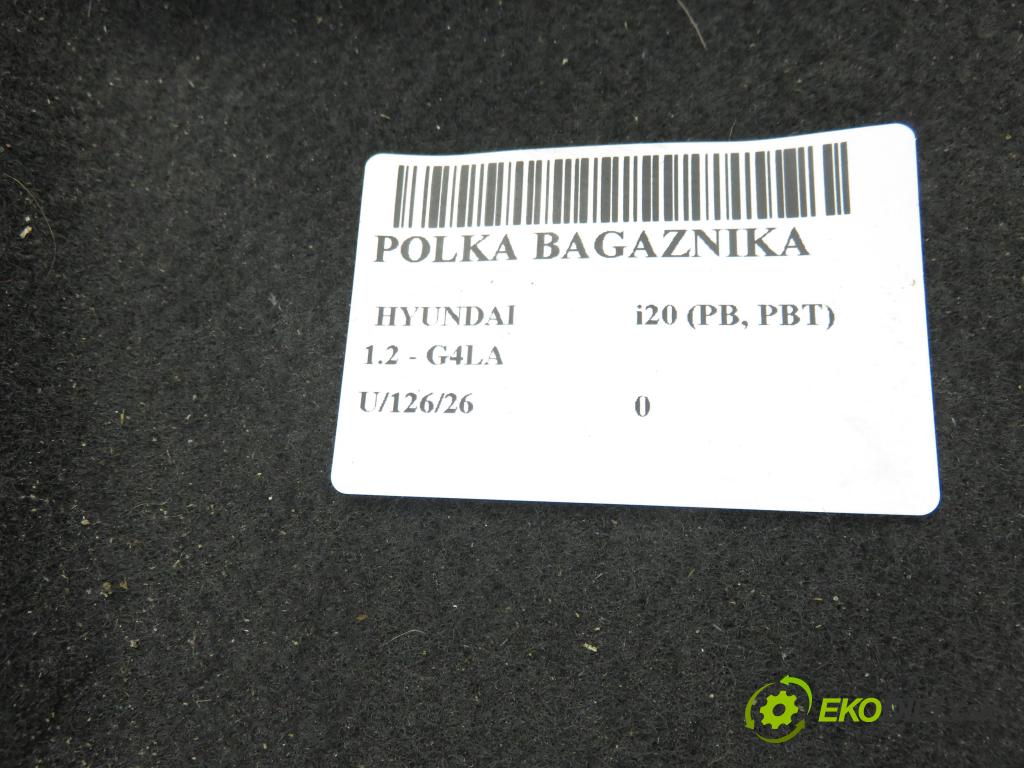 POLKA BAGAZNIKA
HYUNDAI i20 (PB, PBT)
1.2 - G4LA
U/126/26 0
EKO